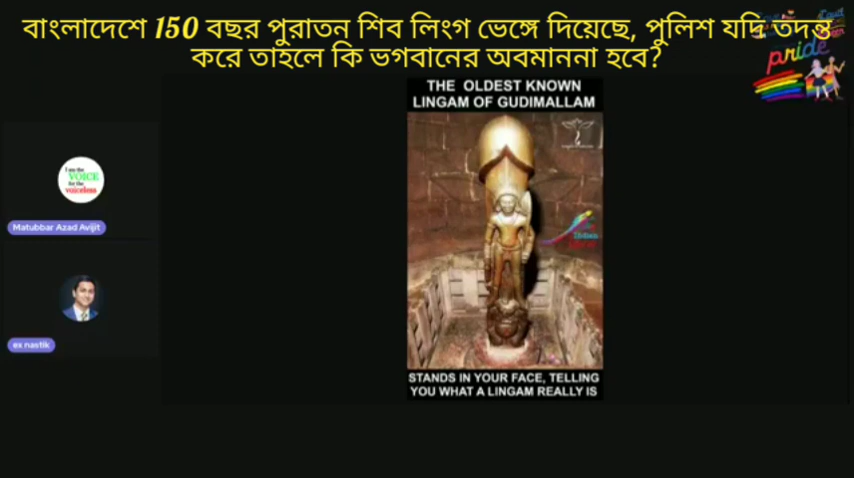 বাংলাদেশে 150 বছর পুরাতন শিব লিংগ ভেঙ্গে দিয়েছে, পুলিশ যদি তদন্ত
করে তাহলে কি ভগবানের অবমাননা হবে?
pride
THE OLDEST KNOWN
LINGAM OF GUDIMALLAM
I am the
VOICE
for the
voiceless
Matubbar Azad Avijit
ex nastik
STANDS IN YOUR FACE, TELLING
YOU WHAT A LINGAM REALLY IS